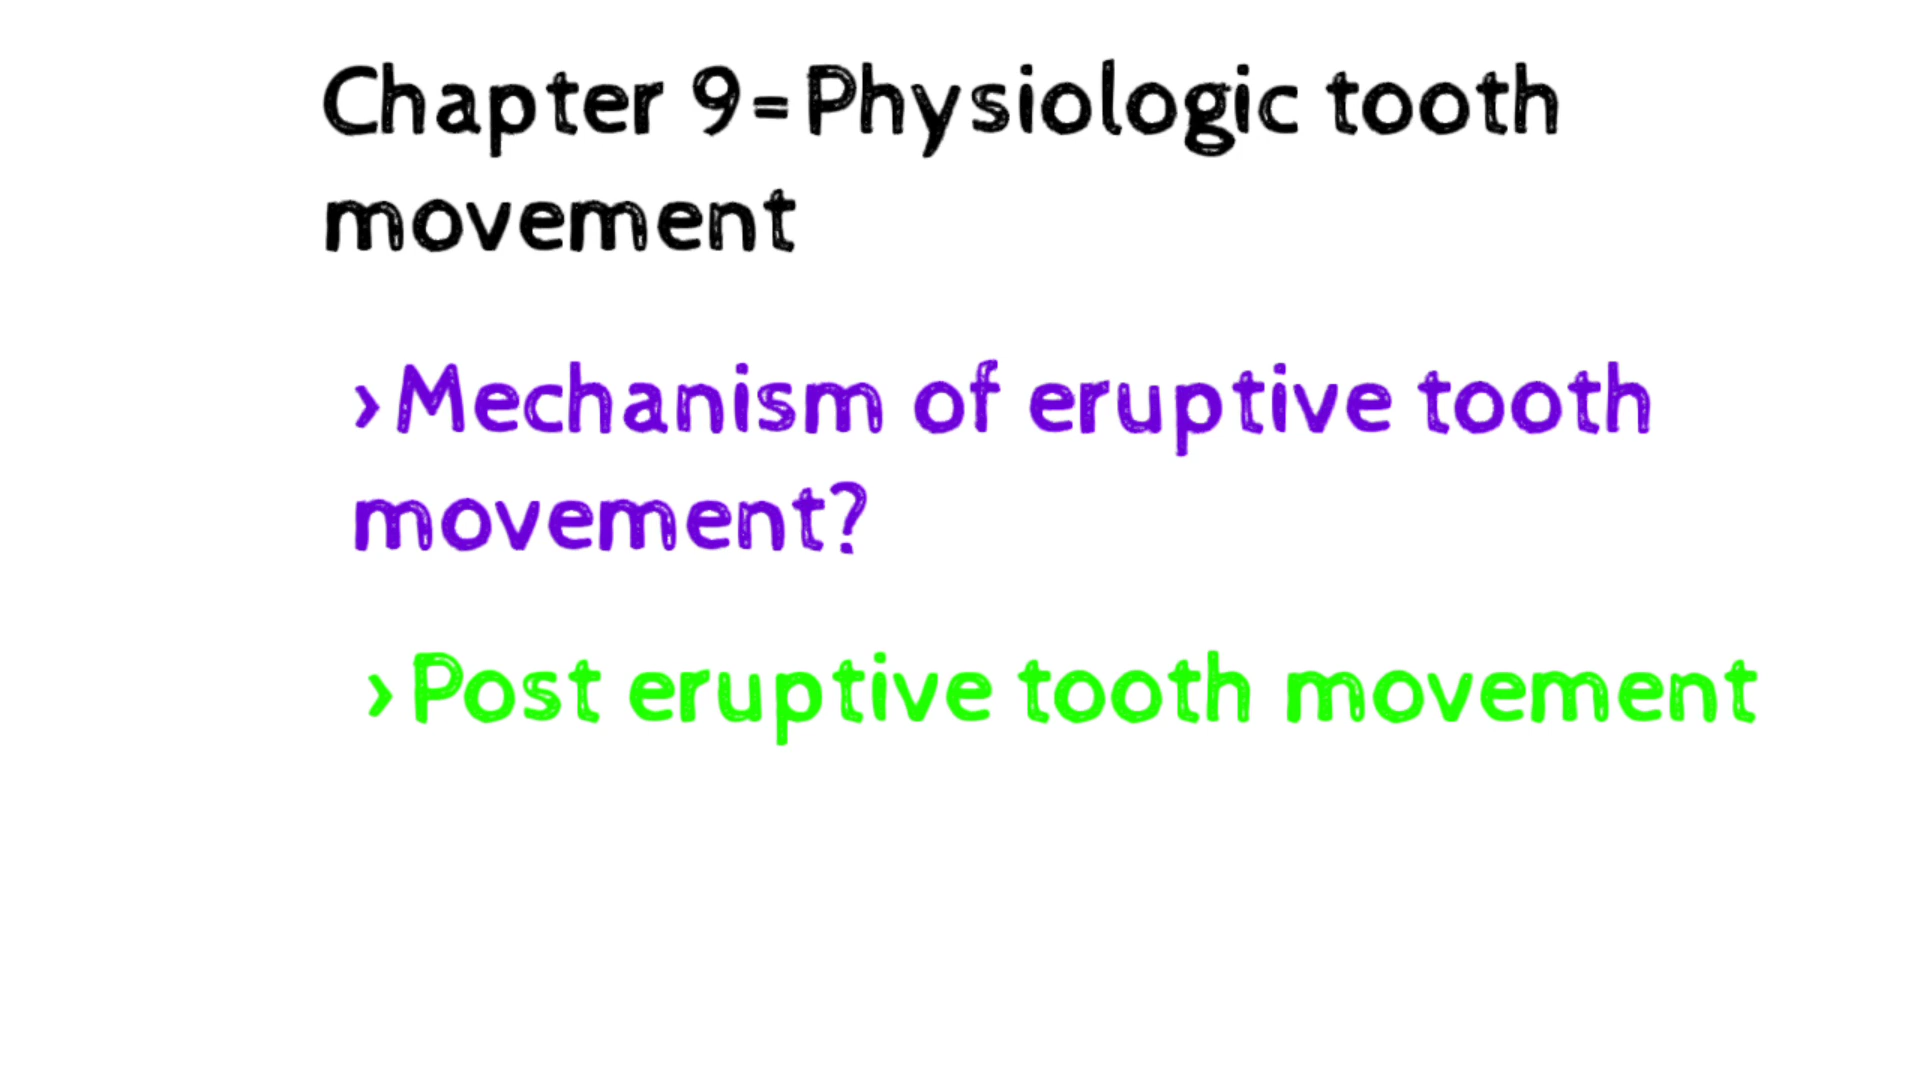 Chapter 9=Physiologic tooth
movement
›Mechanism of eruptive tooth
movement?
›Post eruptive tooth movement